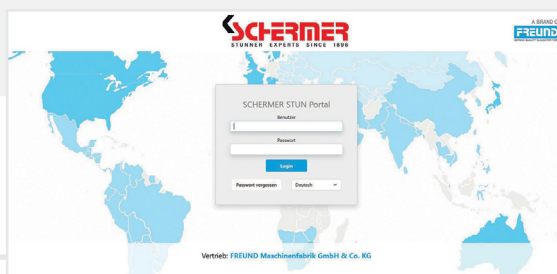 SCHERMER
STUNNER EXPERTS SINCE 1896
A BRAND O
FREUND
SCHERMER STUN Portal
Benutzer
Passwort
Login
Passwort vergessen
Deutsch
Vertrieb: FREUND Maschinenfabrik GmbH & Co. KG